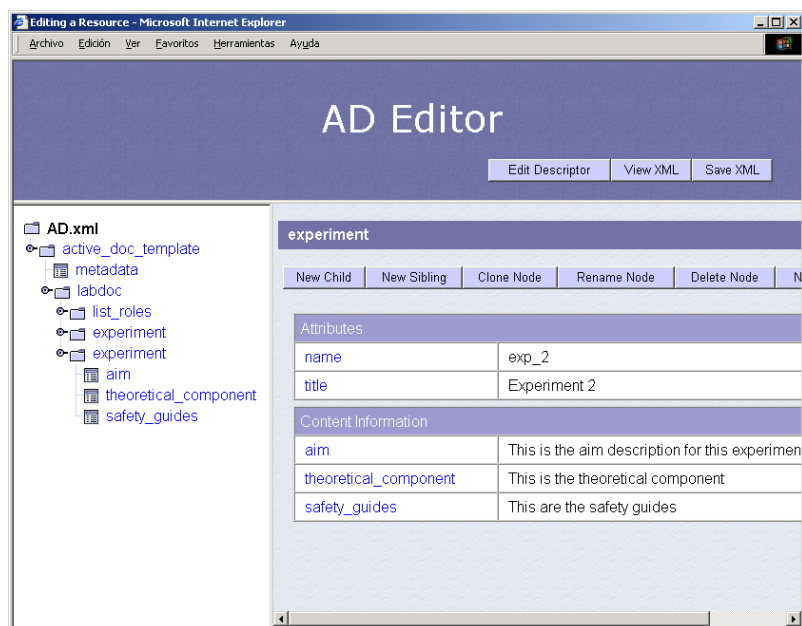 Editing a Resource - Microsoft Internet Explorer
Archivo Edición Ver Favoritos Herramientas Ayuda
AD Editor
Edit Descriptor View XML Save XML
AD.xml
active_doc_template
metadata
labdoc
list_roles
experiment
experiment
aim
theoretical_component
safety_guides
experiment
New Child New Sibling Clone Node Rename Node Delete Node N
Attributes
name exp_2
title Experiment 2
Content Information
aim This is the aim description for this experimen
theoretical_component This is the theoretical component
safety_guides This are the safety guides